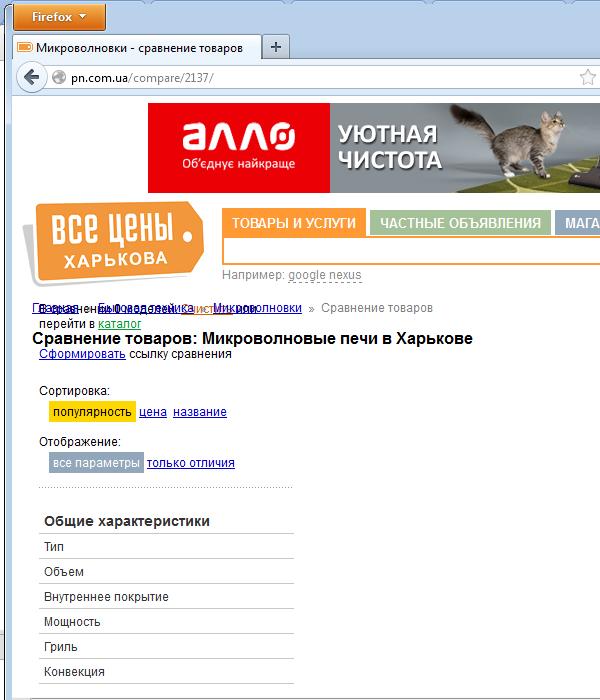 Firefox
Микроволновки - сравнение товаров
pn.com.ua/compare/2137/
алло
Об'єднує найкраще
УЮТНАЯ
ЧИСТОТА
ВСЕ ЦЕНЫ
ХАРЬКОВА
ТОВАРЫ И УСЛУГИ
ЧАСТНЫЕ ОБЪЯВЛЕНИЯ
МАГА
Например: google nexus
Главная » Бытовая техника » Микроволновки » Сравнение товаров
В сравнении 0 моделей. Очистить или
перейти в каталог
Сравнение товаров: Микроволновые печи в Харькове
Сформировать ссылку сравнения
Сортировка:
популярность цена название
Отображение:
все параметры только отличия
Общие характеристики
Тип
Объем
Внутреннее покрытие
Мощность
Гриль
Конвекция